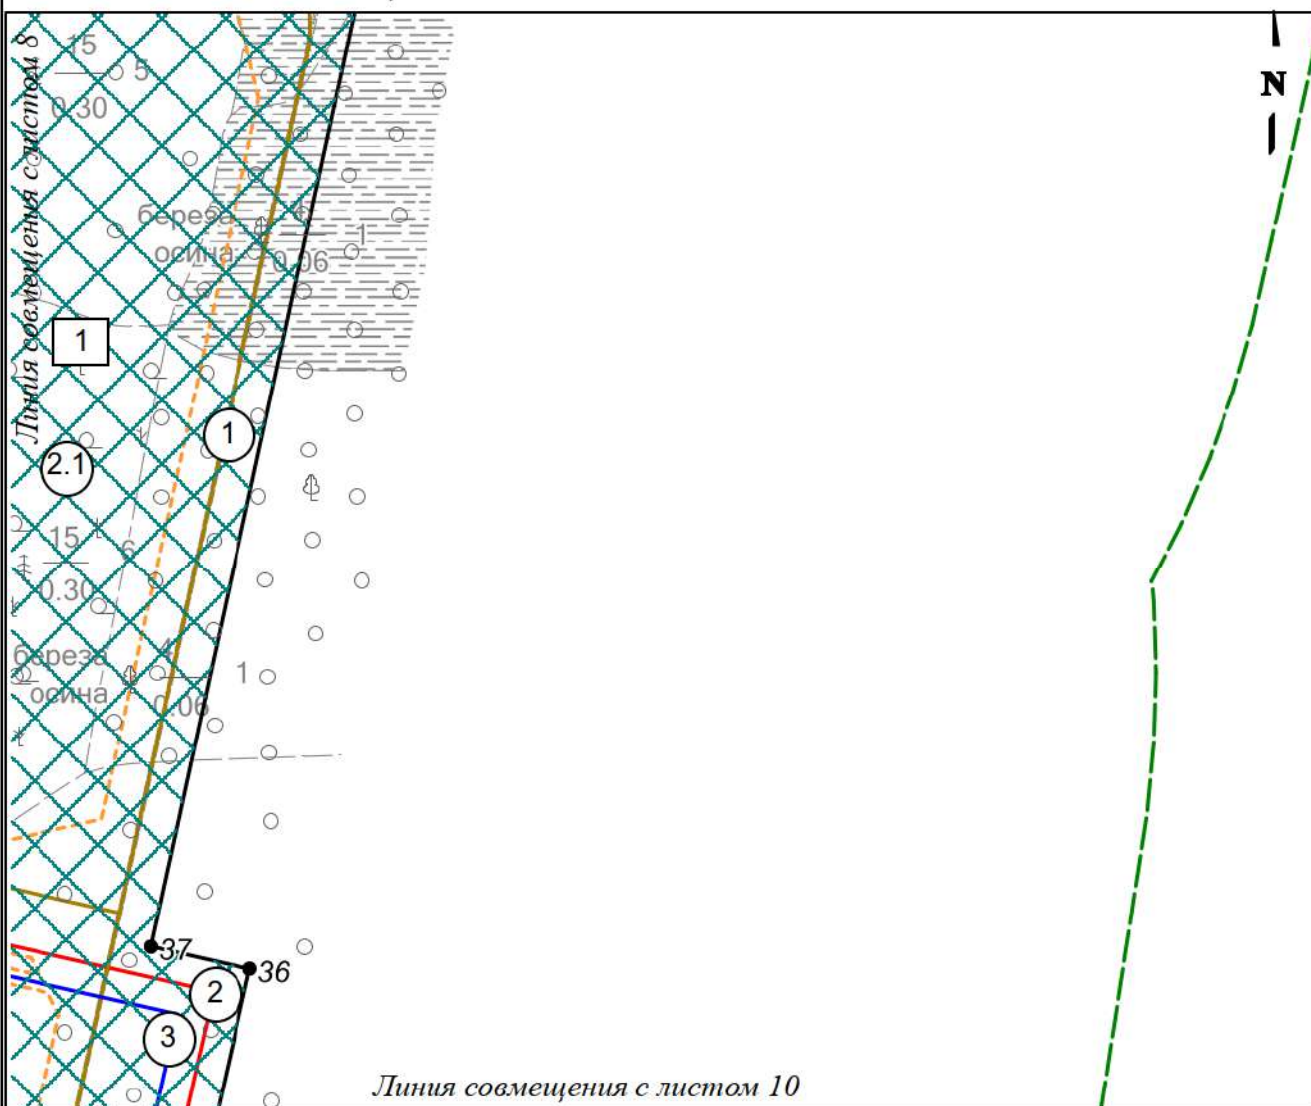 Линия совмещения с листом 8
15
5
0.30
N
береза
осина
4
1
0.06
1
1
2.1
15
6
0.30
береза
осина
4
1
0.06
37
36
2
3
Линия совмещения с листом 10